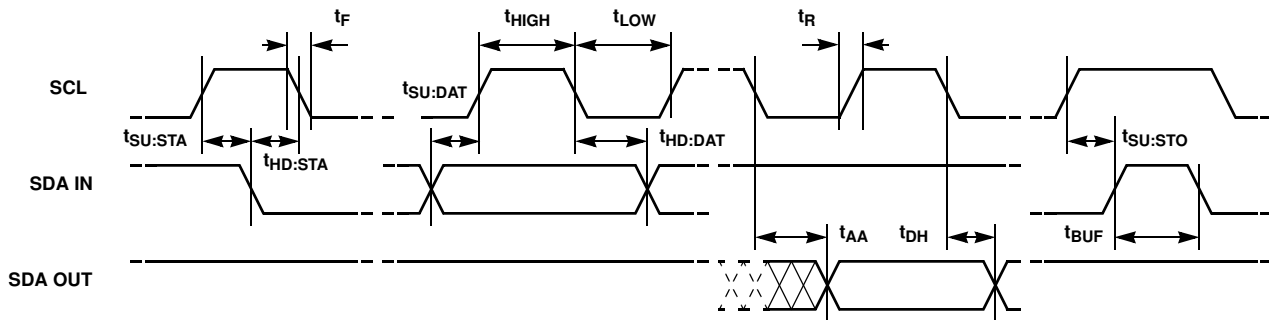 tF
tHIGH
tLOW
tR
SCL
tSU:DAT
tSU:STA
tHD:STA
tHD:DAT
tSU:STO
SDA IN
tAA
tDH
tBUF
SDA OUT